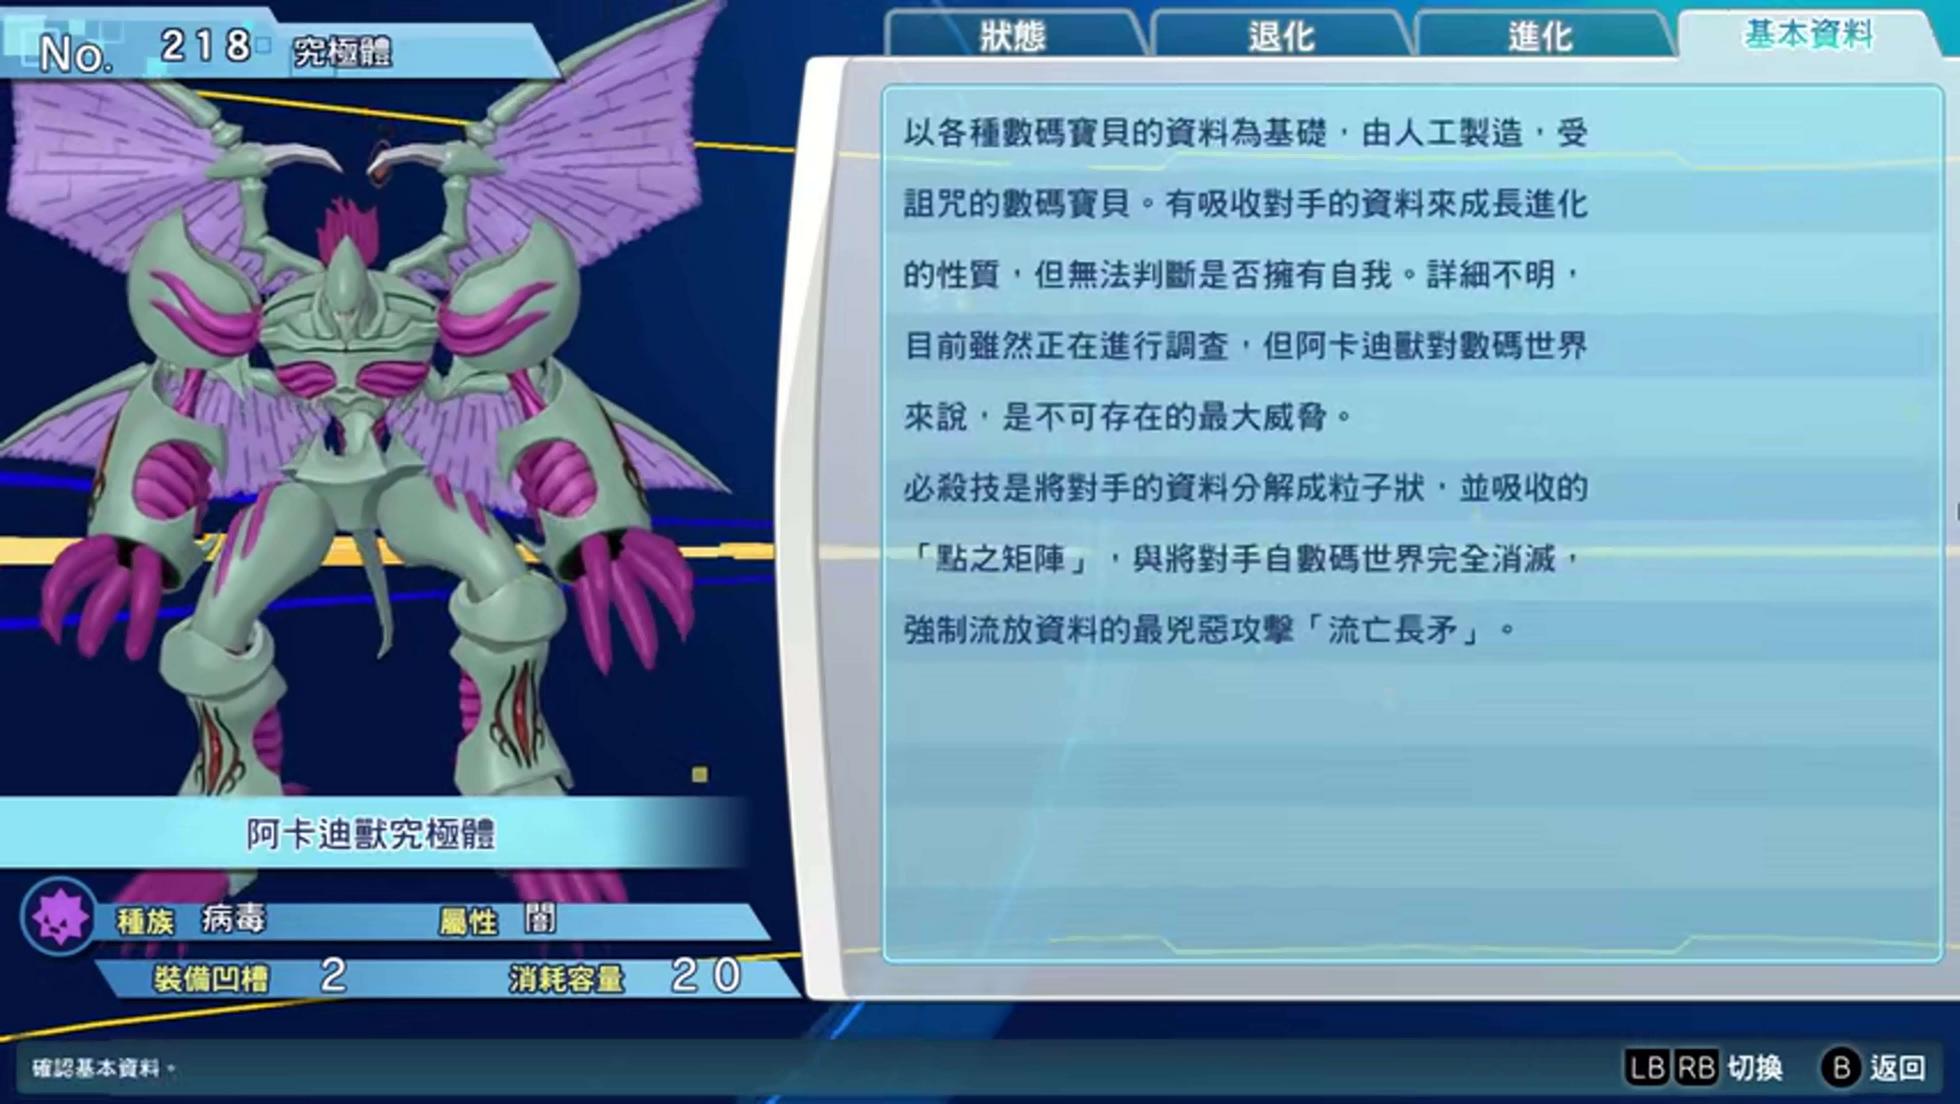 No. 218 究極體
狀態 退化 進化 基本資料
以各種數碼寶貝的資料為基礎，由人工製造，受
詛咒的數碼寶貝。有吸收對手的資料來成長進化
的性質，但無法判斷是否擁有自我。詳細不明，
目前雖然正在進行調查，但阿卡迪獸對數碼世界
來說，是不可存在的最大威脅。
必殺技是將對手的資料分解成粒子狀，並吸收的
「點之矩陣」，與將對手自數碼世界完全消滅，
強制流放資料的最兇惡攻擊「流亡長矛」。
阿卡迪獸究極體
種族 病毒 屬性 闇
裝備凹槽 2 消耗容量 20
確認基本資料。
LB RB 切換 B 返回